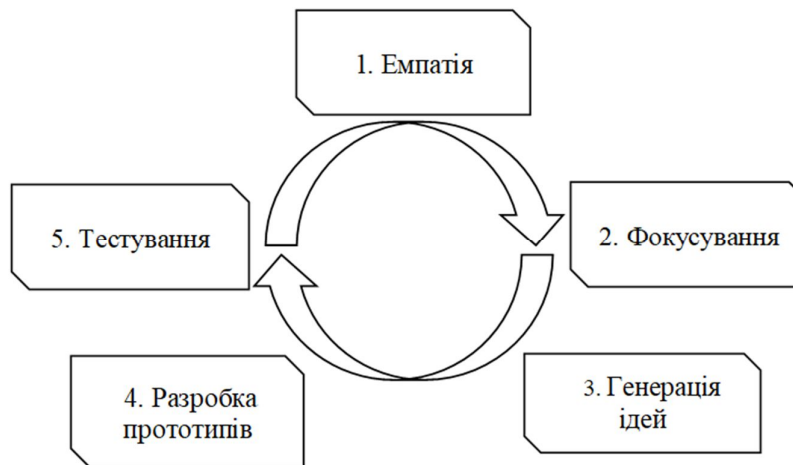 1. Емпатія
2. Фокусування
3. Генерація
ідей
4. Разробка
прототипів
5. Тестування